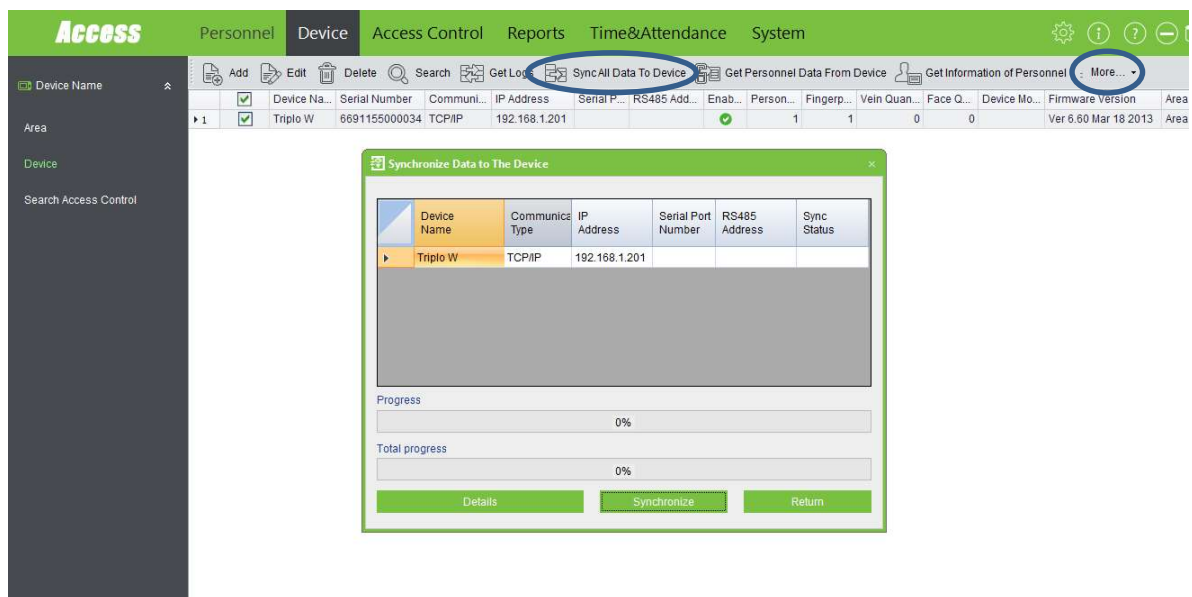 Access Personnel Device Access Control Reports Time&Attendance System
Add Edit Delete Search Get Logs Sync All Data To Device Get Personnel Data From Device Get Information of Personnel : More...
Device Name
Device Na... Serial Number Communi... IP Address Serial P... RS485 Add... Enab... Person... Fingerp... Vein Quan... Face Q... Device Mo... Firmware Version Area
1 Triplo W 6691155000034 TCP/IP 192.168.1.201 1 1 0 0 Ver 6.60 Mar 18 2013 Area
Area
Device
Search Access Control
Synchronize Data to The Device
Device Name Communica Type IP Address Serial Port Number RS485 Address Sync Status
Triplo W TCP/IP 192.168.1.201
Progress
0%
Total progress
0%
Details Synchronize Return